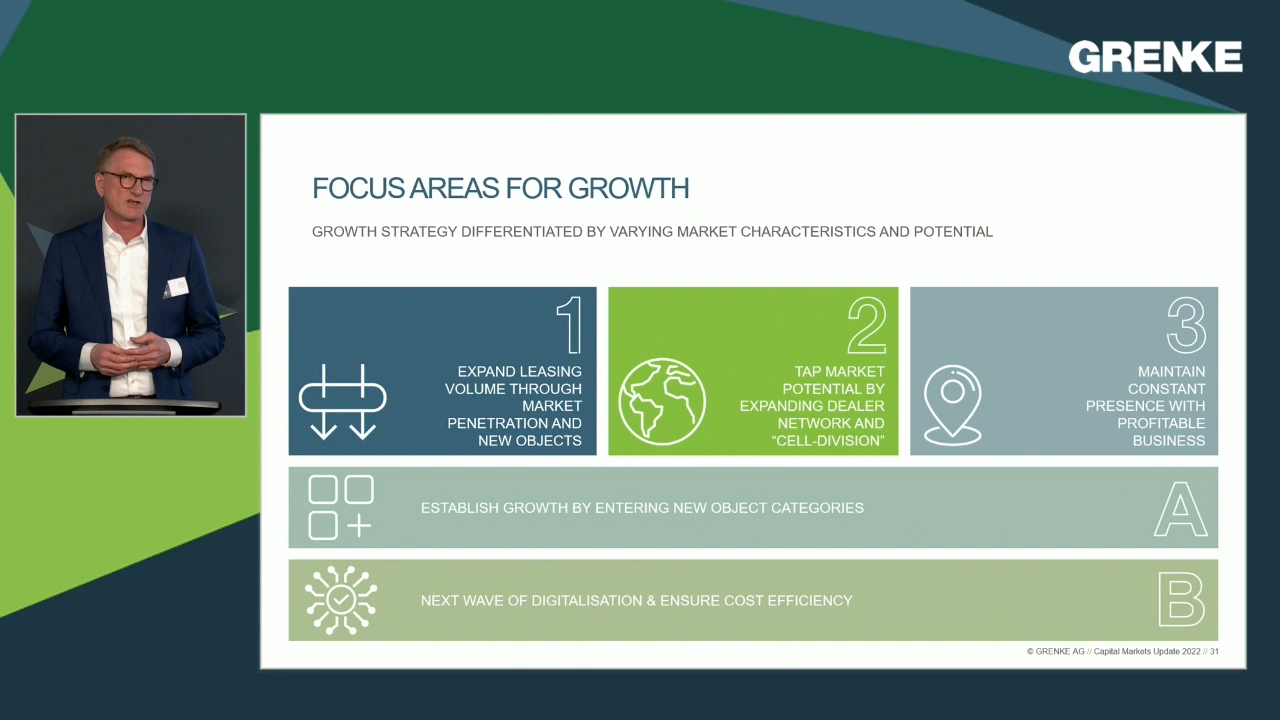 GRENKE
FOCUS AREAS FOR GROWTH
GROWTH STRATEGY DIFFERENTIATED BY VARYING MARKET CHARACTERISTICS AND POTENTIAL
1
EXPAND LEASING
VOLUME THROUGH
MARKET
PENETRATION AND
NEW OBJECTS
2
TAP MARKET
POTENTIAL BY
EXPANDING DEALER
NETWORK AND
“CELL-DIVISION”
3
MAINTAIN
CONSTANT
PRESENCE WITH
PROFITABLE
BUSINESS
ESTABLISH GROWTH BY ENTERING NEW OBJECT CATEGORIES
A
NEXT WAVE OF DIGITALISATION & ENSURE COST EFFICIENCY
B
© GRENKE AG // Capital Markets Update 2022 // 31